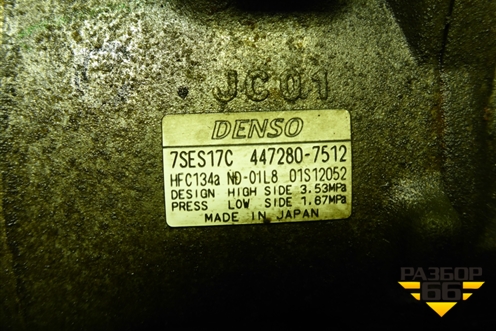 JC01
DENSO
7SES17C 447280-7512
HFC134a ND-OIL8 01S12052
DESIGN HIGH SIDE 3,53MPa
PRESS LOW SIDE 1,67MPa
MADE IN JAPAN
РАЗБОР
66